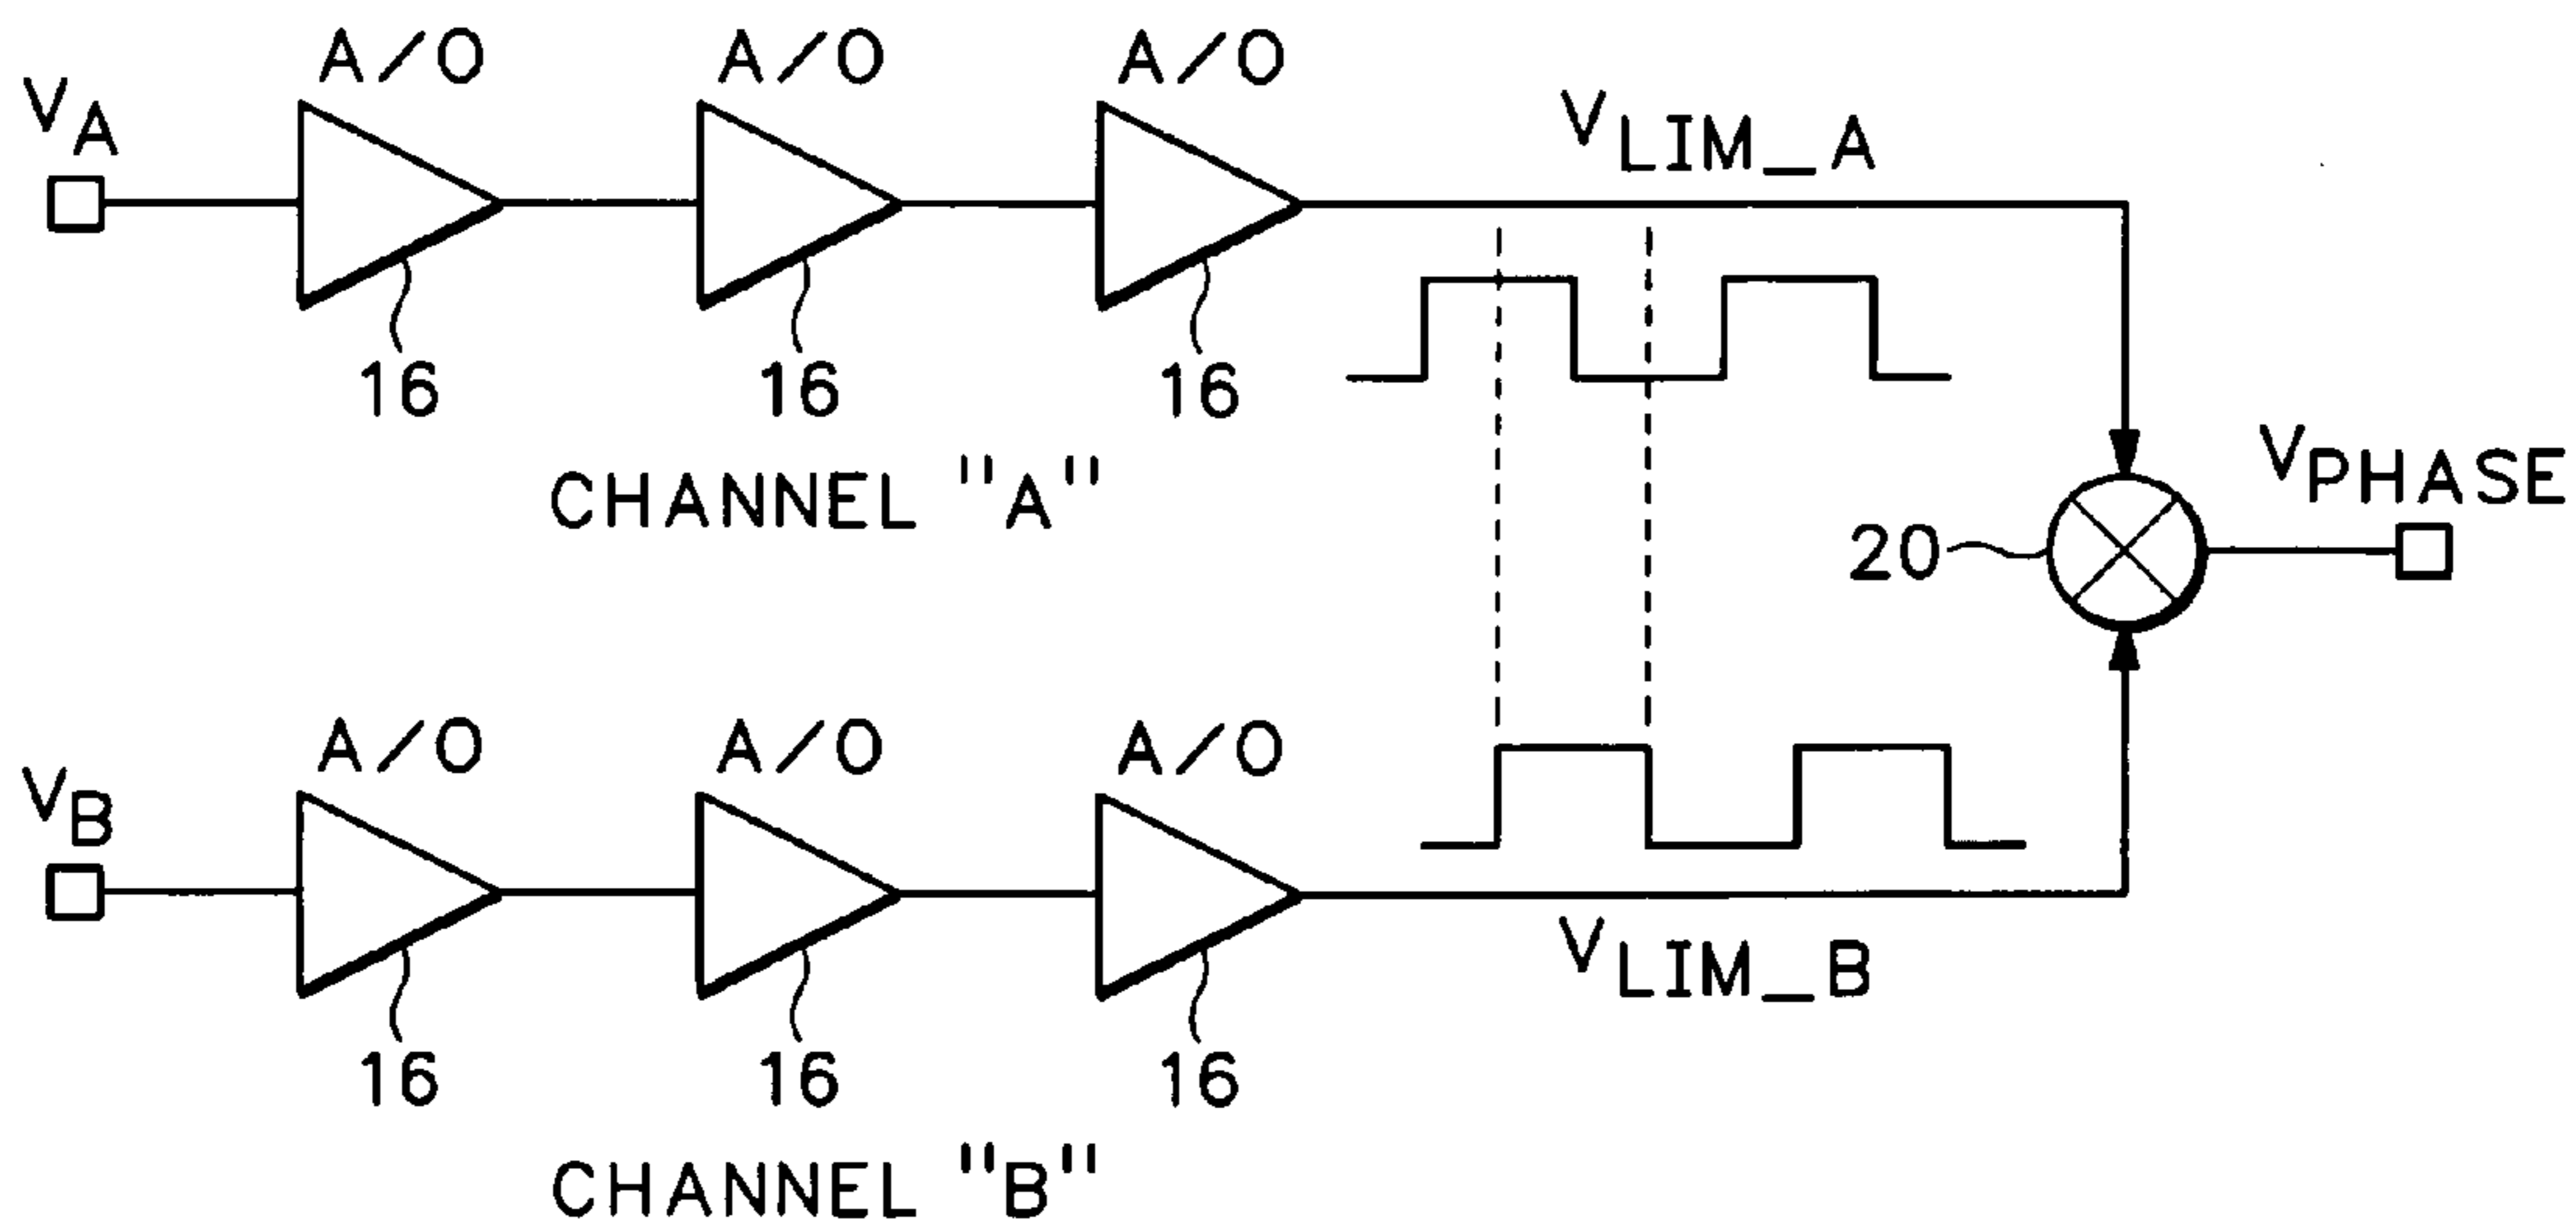 A/O A/O A/O
VA
VLIM_A
16 16 16
CHANNEL "A"
VPHASE
20
A/O A/O A/O
VB
VLIM_B
16 16 16
CHANNEL "B"